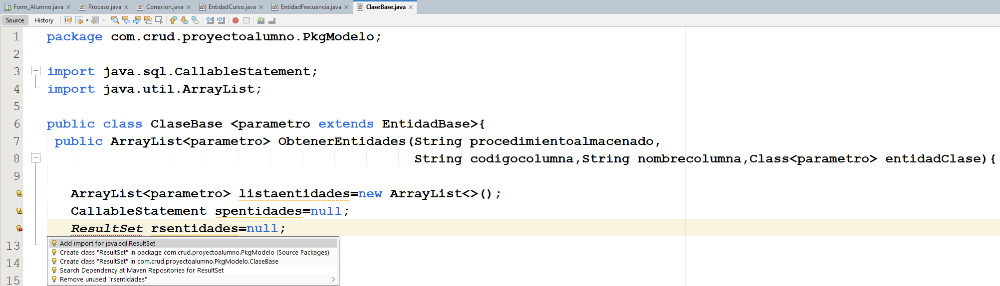 Form_Alumno.java Proceso.java Conexion.java EntidadCurso.java EntidadFrecuencia.java ClaseBase.java
Source History
1 package com.crud.proyectoalumno.PkgModelo;
2
3 import java.sql.CallableStatement;
4 import java.util.ArrayList;
5
6 public class ClaseBase <parametro extends EntidadBase>{
7 public ArrayList<parametro> ObtenerEntidades(String procedimientoalmacenado,
8 String codigocolumna,String nombrecolumna,Class<parametro> entidadClase){
9
ArrayList<parametro> listaentidades=new ArrayList<>();
CallableStatement spentidades=null;
ResultSet rsentidades=null;
13
Add import for java.sql.ResultSet
Create class "ResultSet" in package com.crud.proyectoalumno.PkgModelo (Source Packages)
14
Create class "ResultSet" in com.crud.proyectoalumno.PkgModelo.ClaseBase
Search Dependency at Maven Repositories for ResultSet
15
Remove unused "rsentidades"